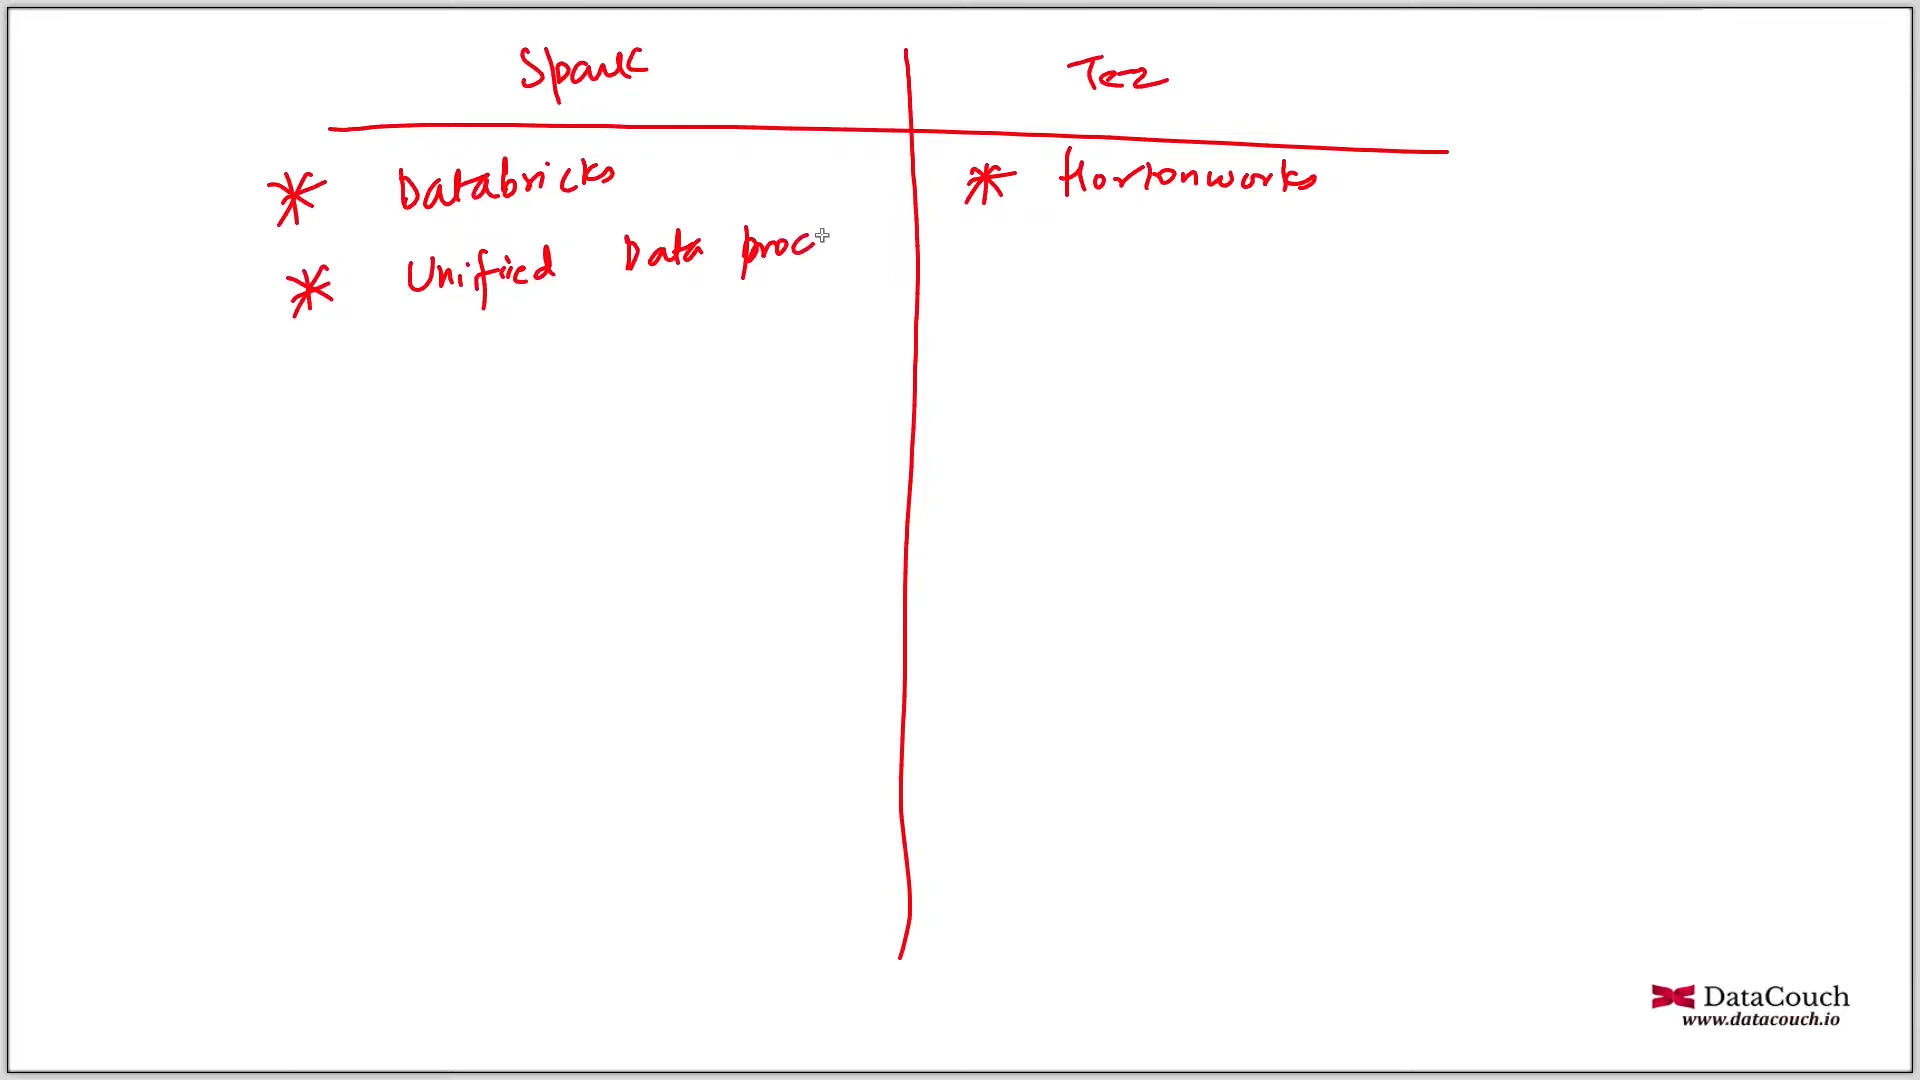 Spark
Tez
* Databricks
* Hortonworks
* Unified Data proc
DataCouch
www.datacouch.io